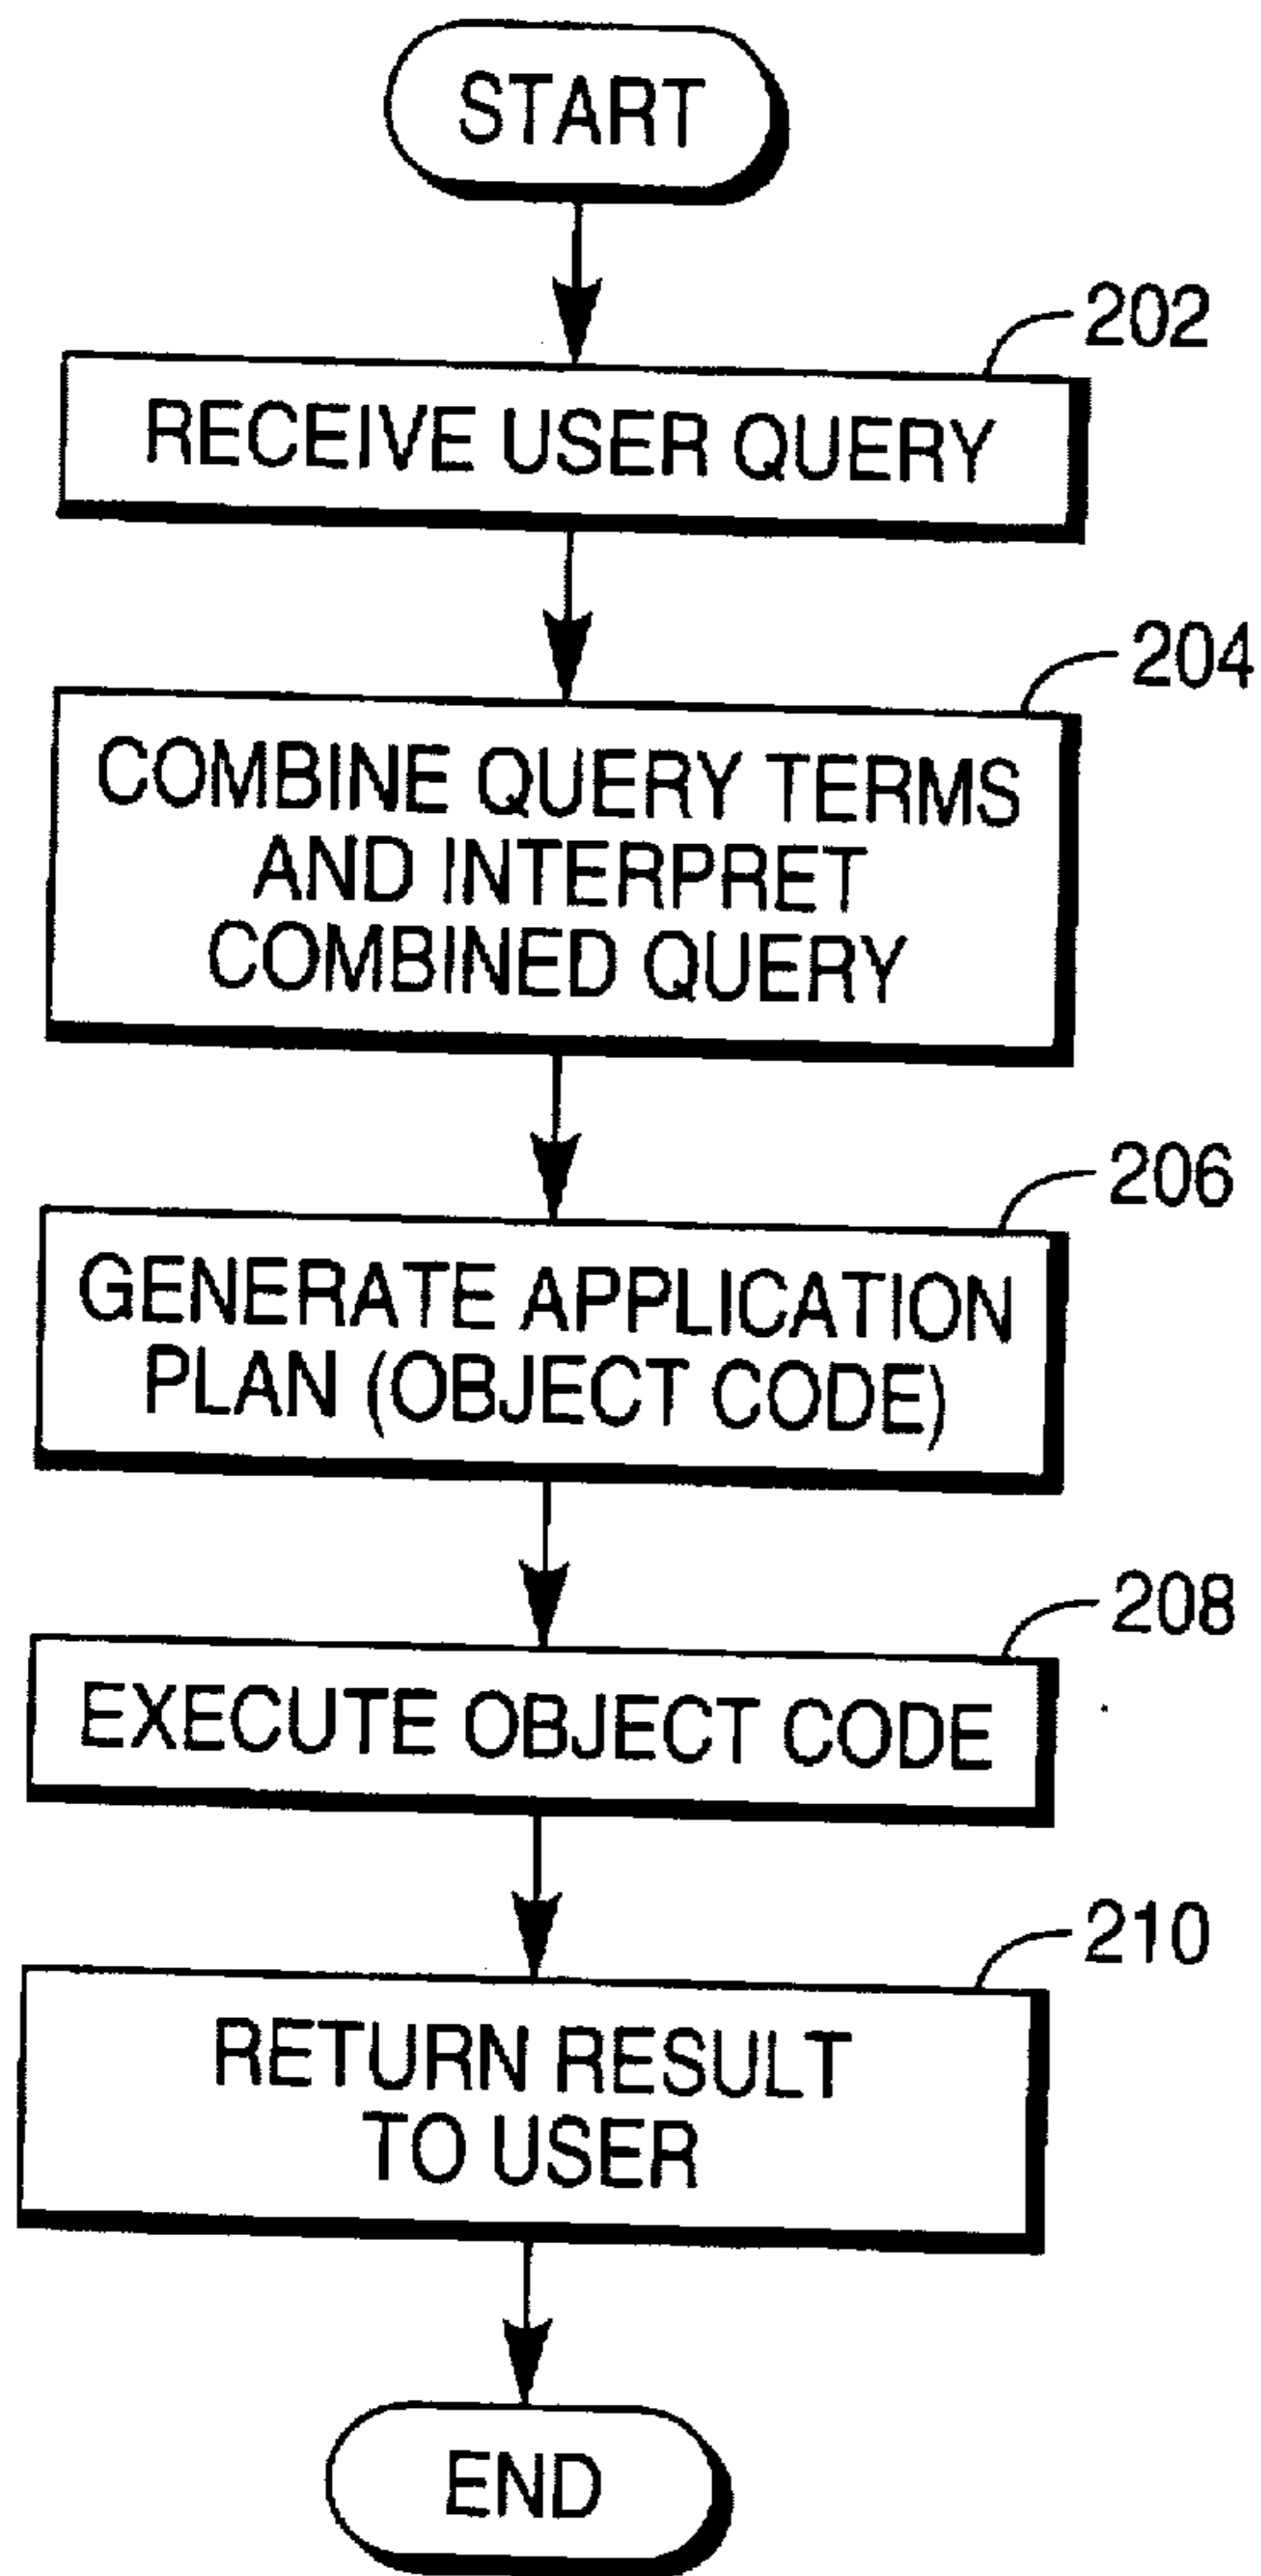 START
202
RECEIVE USER QUERY
204
COMBINE QUERY TERMS
AND INTERPRET
COMBINED QUERY
206
GENERATE APPLICATION
PLAN (OBJECT CODE)
208
EXECUTE OBJECT CODE
210
RETURN RESULT
TO USER
END